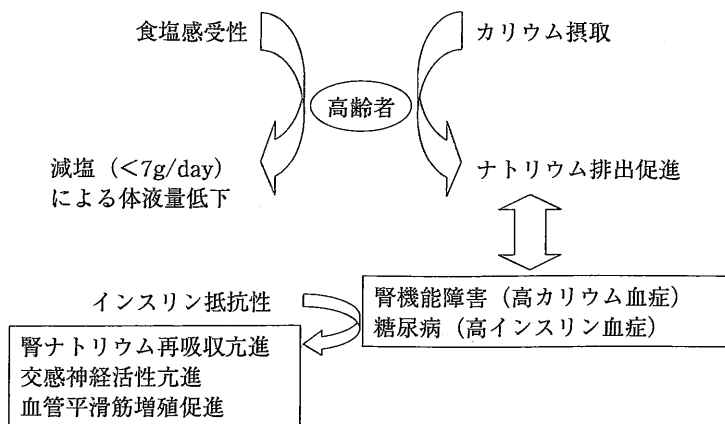 食塩感受性
カリウム摂取
高齢者
減塩（<7g/day）
による体液量低下
ナトリウム排出促進
インスリン抵抗性
腎機能障害（高カリウム血症）
糖尿病（高インスリン血症）
腎ナトリウム再吸収亢進
交感神経活性亢進
血管平滑筋増殖促進